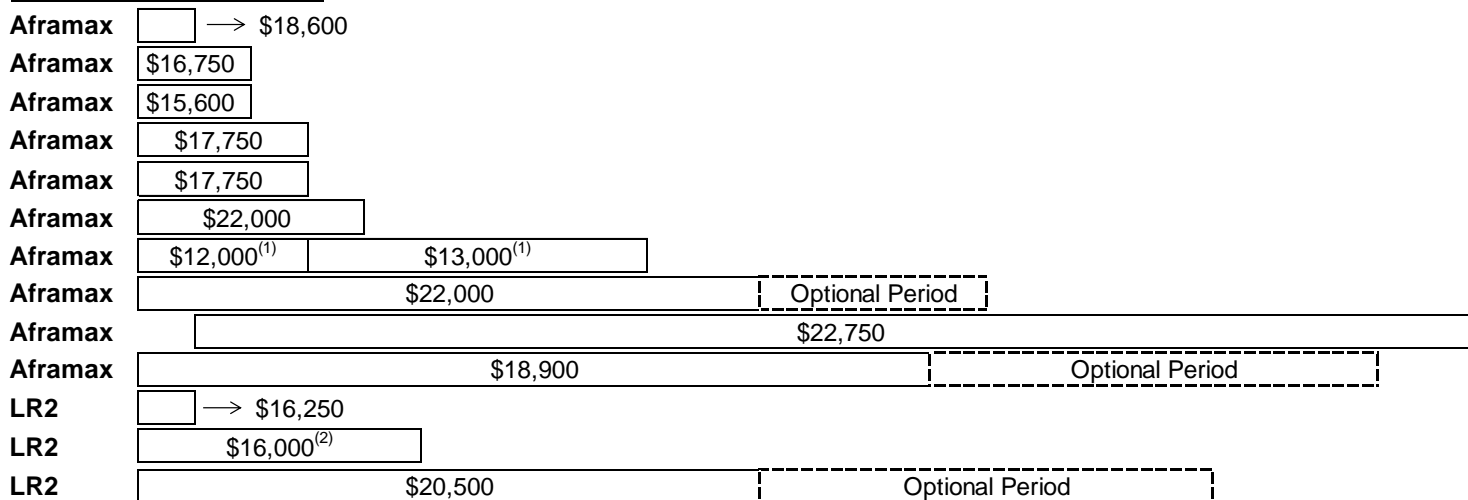 Aframax → $18,600
Aframax $16,750
Aframax $15,600
Aframax $17,750
Aframax $17,750
Aframax $22,000
Aframax $12,000(1) $13,000(1)
Aframax $22,000 Optional Period
Aframax $22,750
Aframax $18,900 Optional Period
LR2 → $16,250
LR2 $16,000(2)
LR2 $20,500 Optional Period